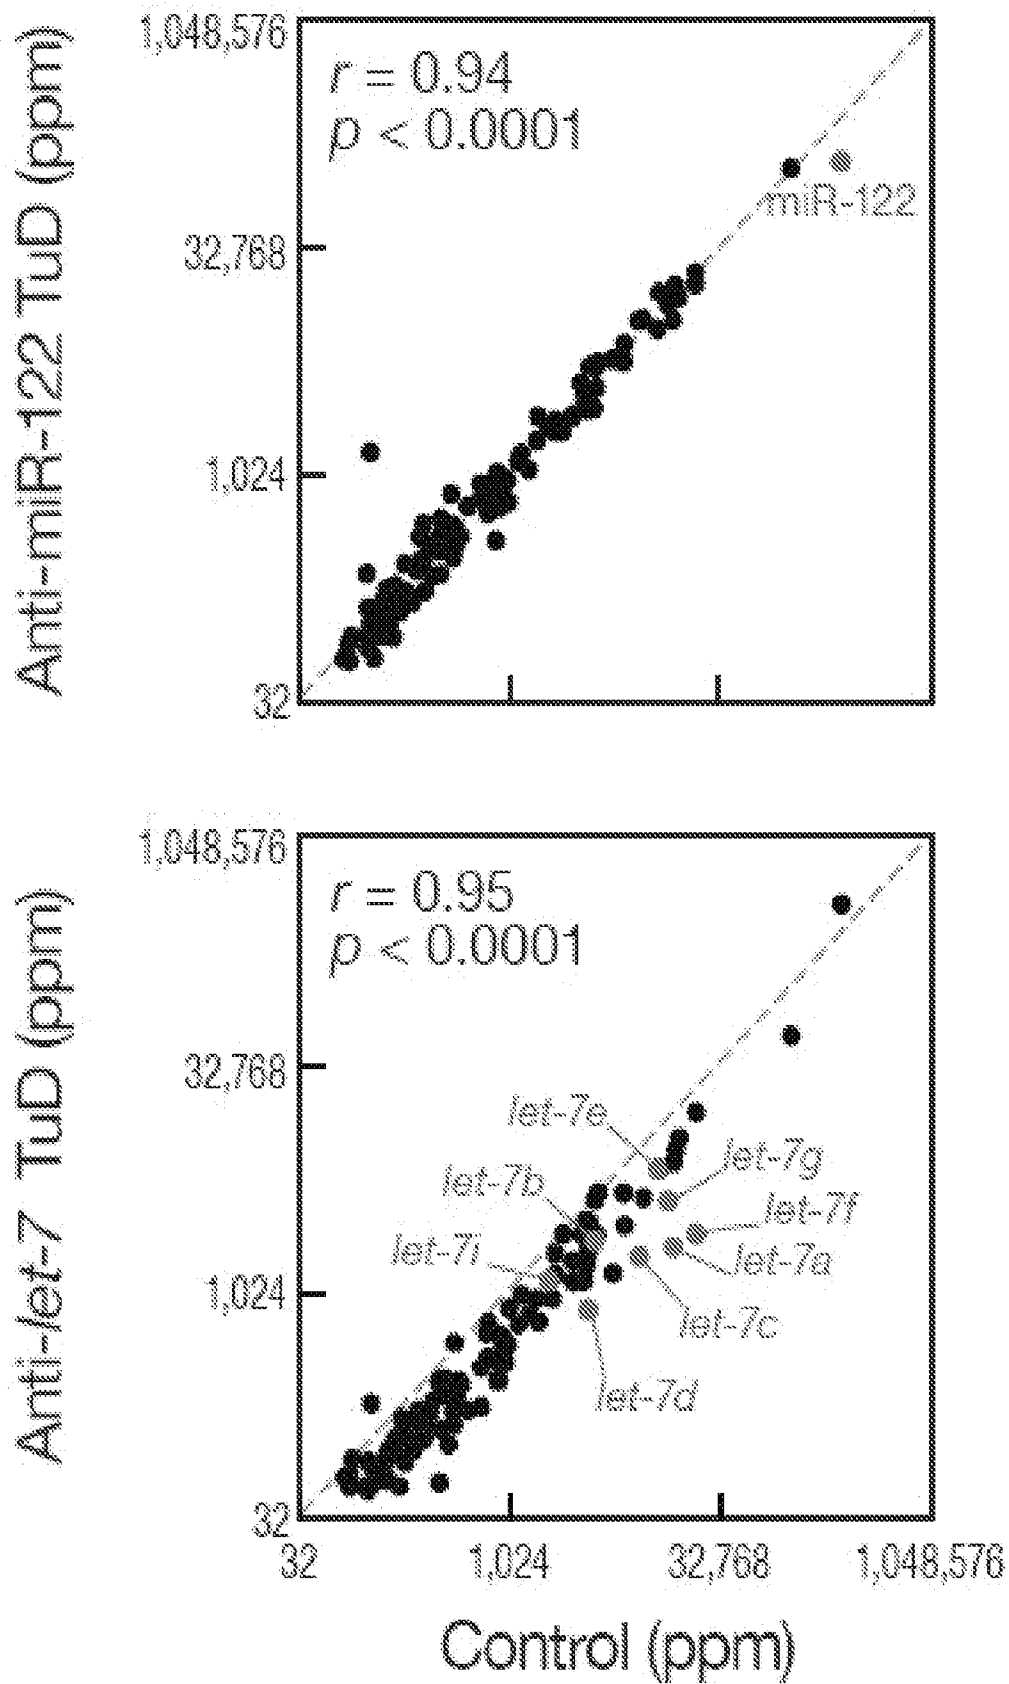 1,048,576
r = 0.94
p < 0.0001
miR-122
32,768
1,024
32
Anti-miR-122 TuD (ppm)
1,048,576
r = 0.95
p < 0.0001
32,768
let-7e
let-7g
let-7b
let-7f
let-7i
let-7a
1,024
let-7c
let-7d
32
Anti-let-7 TuD (ppm)
32 1,024 32,768 1,048,576
Control (ppm)